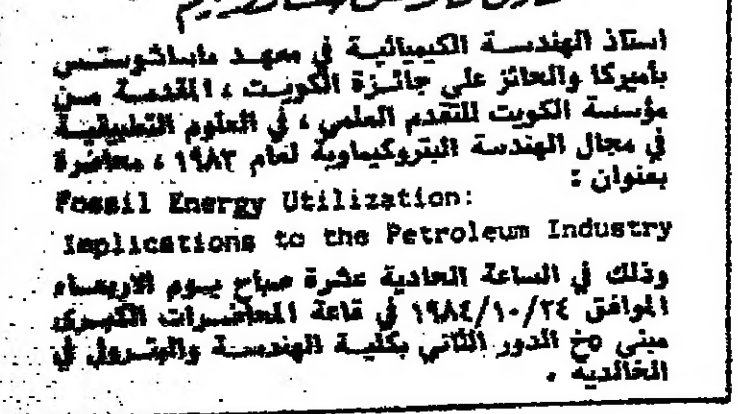 استاذ الهندسة الكيميائية في معهد ماساشوستس
بأميركا والحائز علي جائزة الكويت ، المقدمة من
مؤسسة الكويت للتقدم العلمي ، في العلوم التطبيقية
في مجال الهندسة البتروكيماوية لعام ١٩٨٣ ، محاضرة
بعنوان :
Fossil Energy Utilization:
Implications to the Petroleum Industry
وذلك في الساعة الحادية عشرة صباح يوم الاربعاء
الموافق ١٩٨٤/١٠/٢٤ في قاعة المحاضرات الكبرى
مبنى ٥خ الدور الثاني بكلية الهندسة والبترول في
الخالدية .